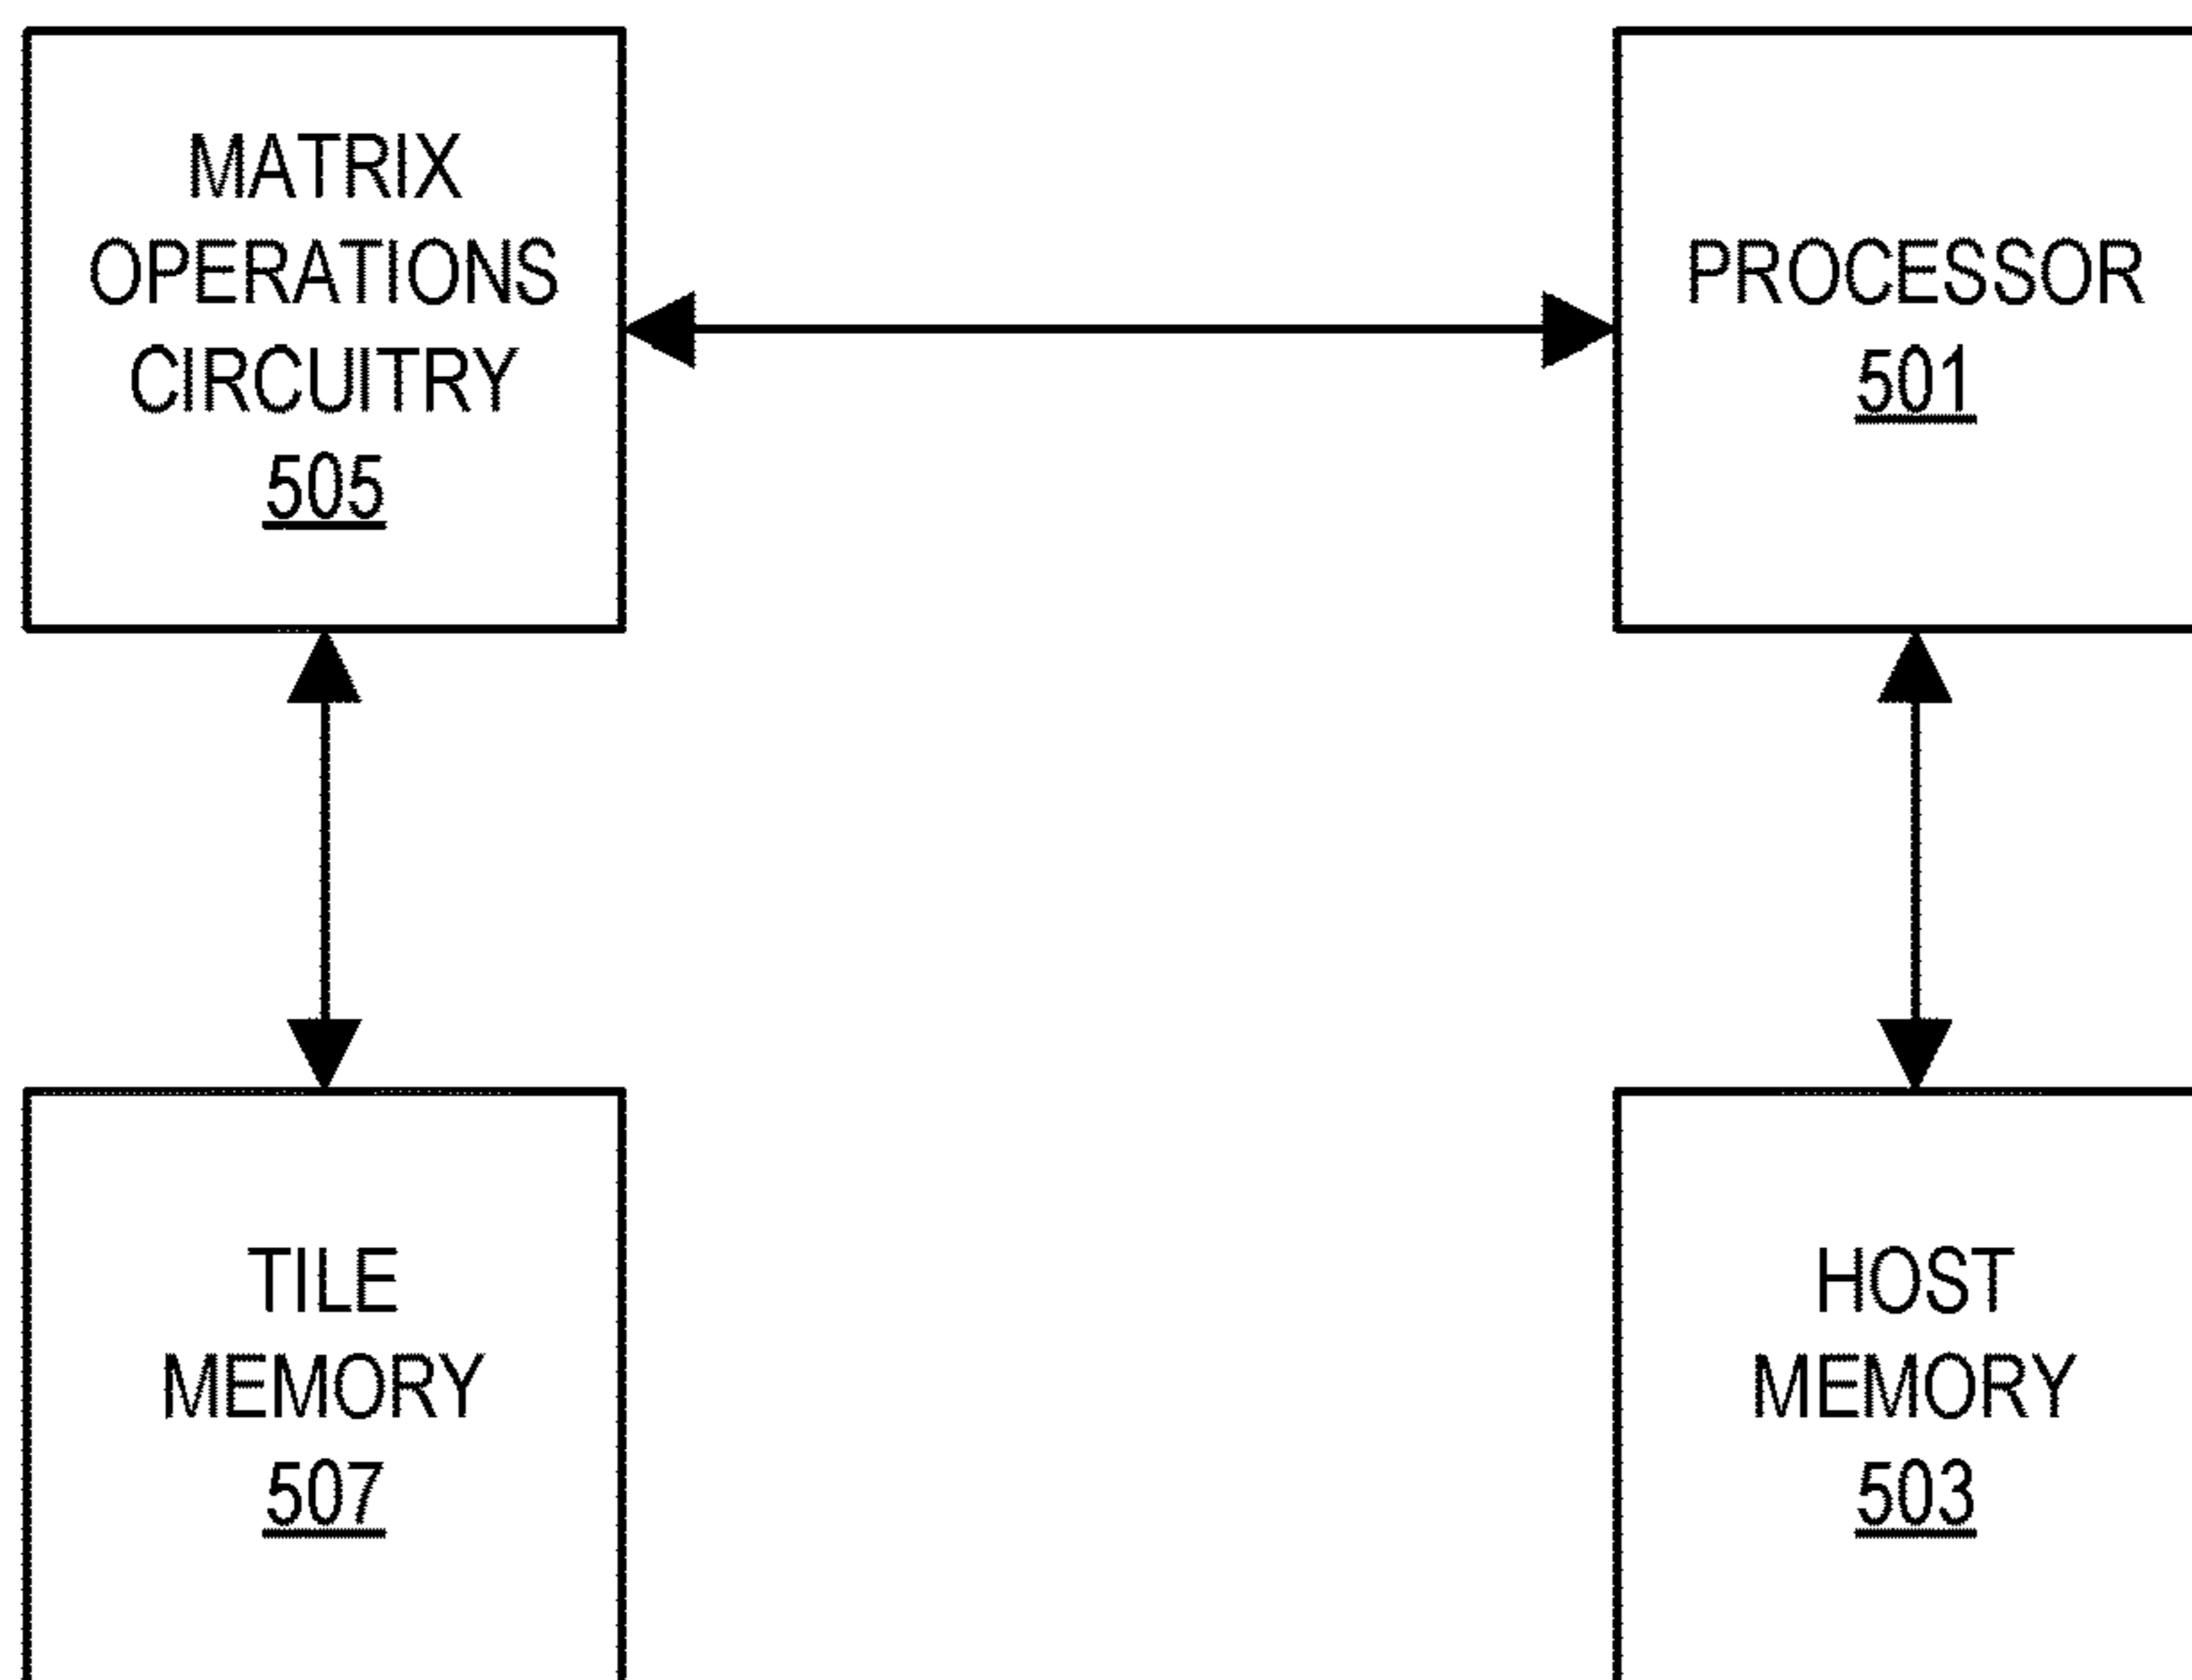 MATRIX
OPERATIONS
CIRCUITRY
505
PROCESSOR
501
TILE
MEMORY
507
HOST
MEMORY
503